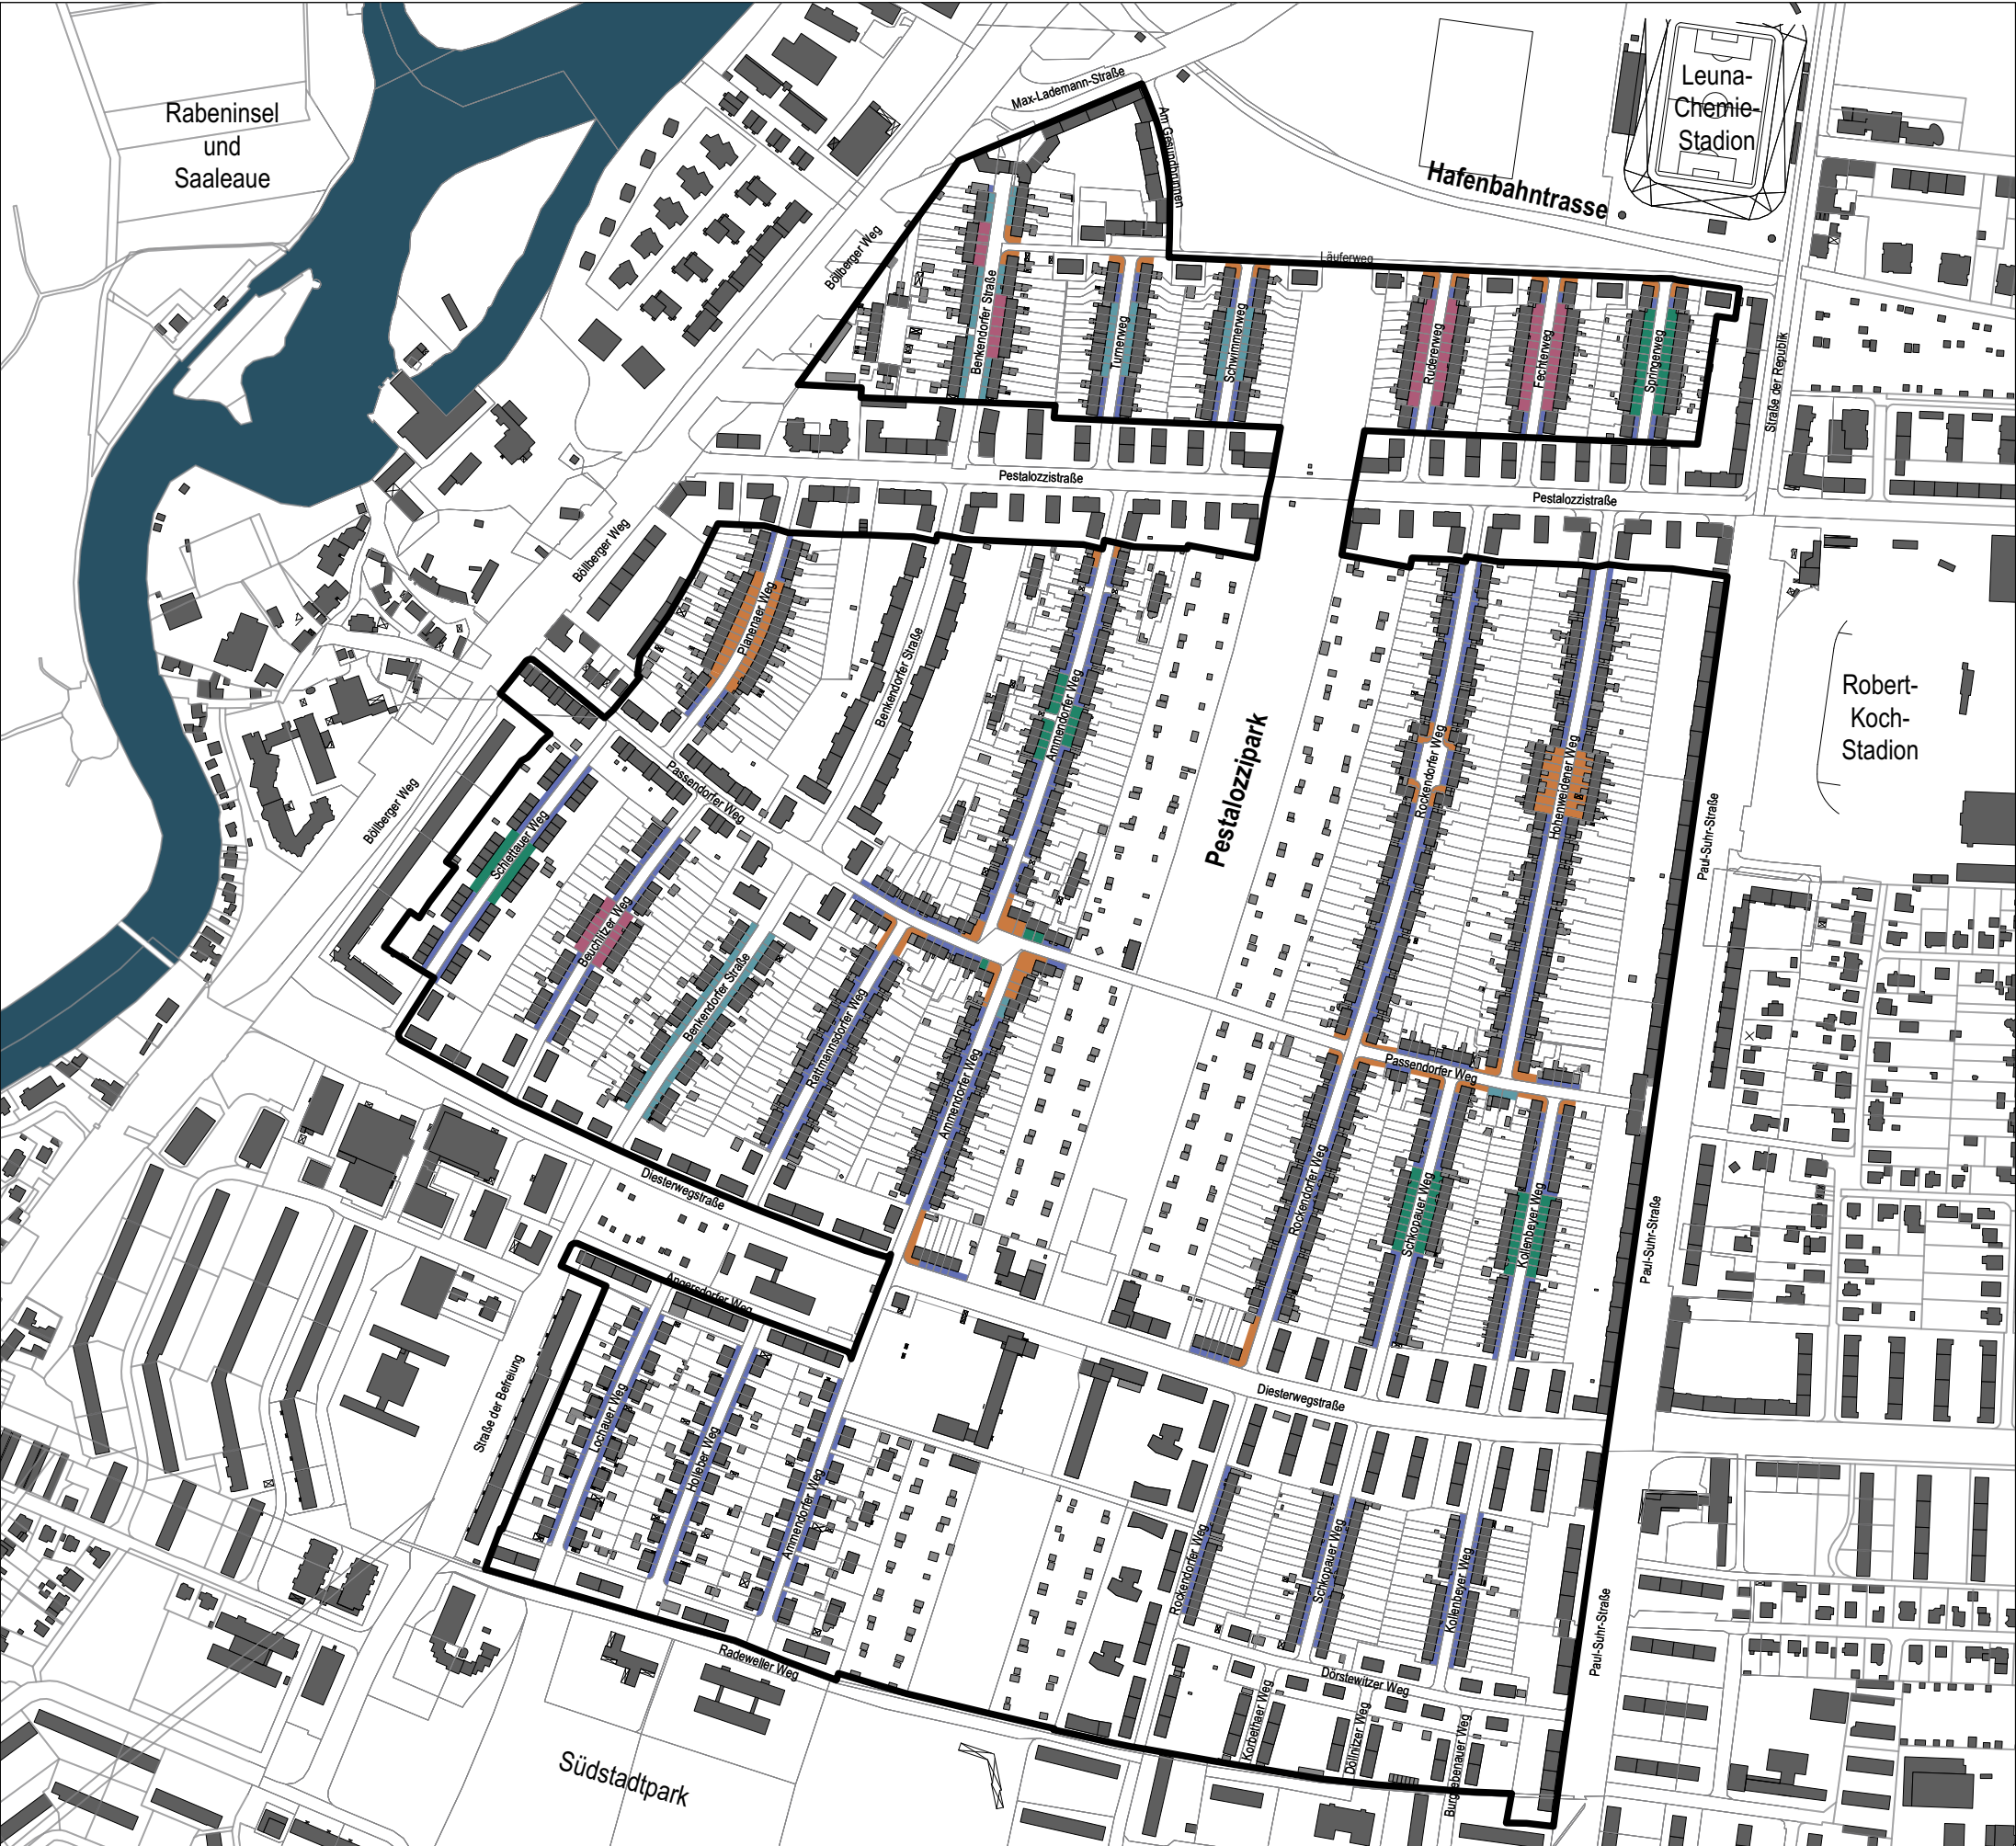 Rabeninsel
und
Saaleaue
Max-Lademann-Straße
Am Gesundbrunnen
Leuna-
Chemie-
Stadion
Hafenbahntrasse
Böllberger Weg
Läuferweg
Benkendorfer Straße
Turnerweg
Schwimmerweg
Rudererweg
Fechterweg
Springerweg
Straße der Republik
Pestalozzistraße
Pestalozzistraße
Böllberger Weg
Planenaer Weg
Benkendorfer Straße
Ammendorfer Weg
Pestalozzipark
Rockendorfer Weg
Hohenweidener Weg
Robert-
Koch-
Stadion
Paul-Suhr-Straße
Böllberger Weg
Passendorfer Weg
Schlettauer Weg
Beuchlitzer Weg
Benkendorfer Straße
Rattmannsdorfer Weg
Ammendorfer Weg
Passendorfer Weg
Rockendorfer Weg
Schkopauer Weg
Kollenbeyer Weg
Paul-Suhr-Straße
Diesterwegstraße
Angersdorfer Weg
Straße der Befreiung
Lochauer Weg
Holleber Weg
Ammendorfer Weg
Diesterwegstraße
Rockendorfer Weg
Schkopauer Weg
Kollenbeyer Weg
Paul-Suhr-Straße
Radeweller Weg
Dörstewitzer Weg
Korbethaer Weg
Döllnitzer Weg
Burgliebenauer Weg
Südstadtpark